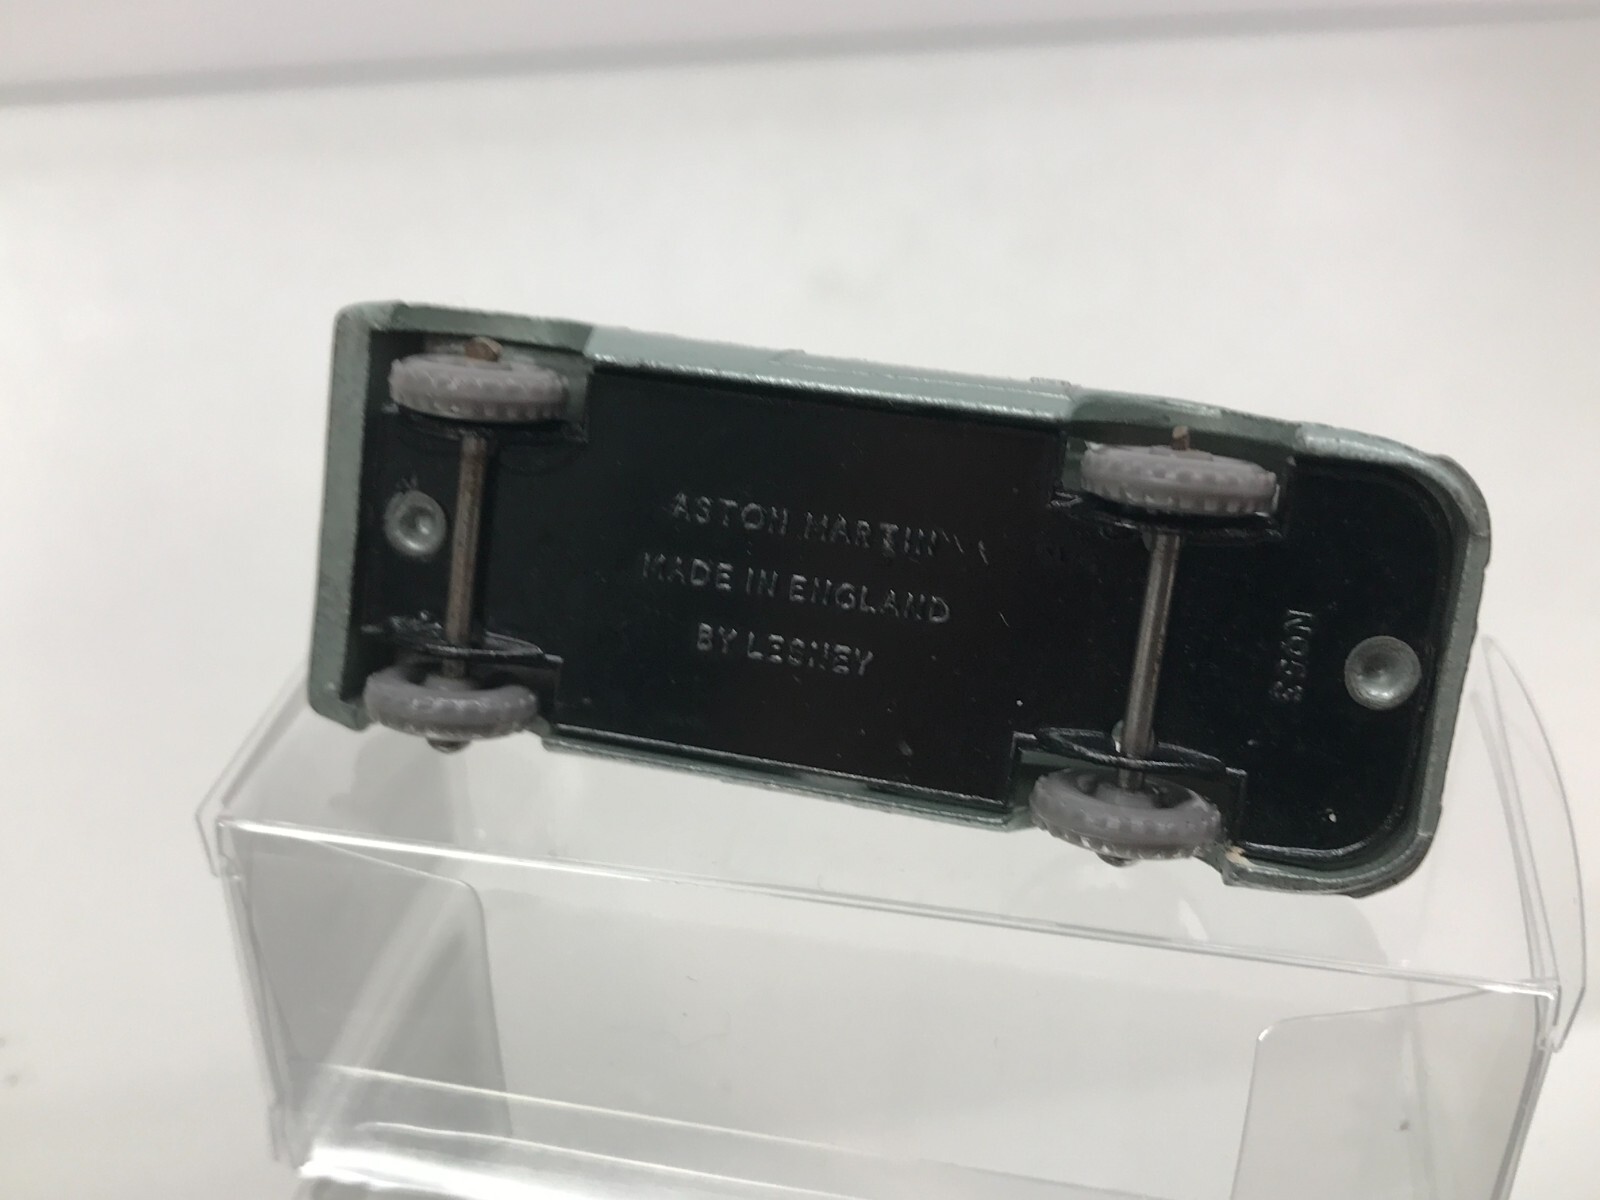 ASTON MARTIN
MADE IN ENGLAND
BY LESNEY
NO53